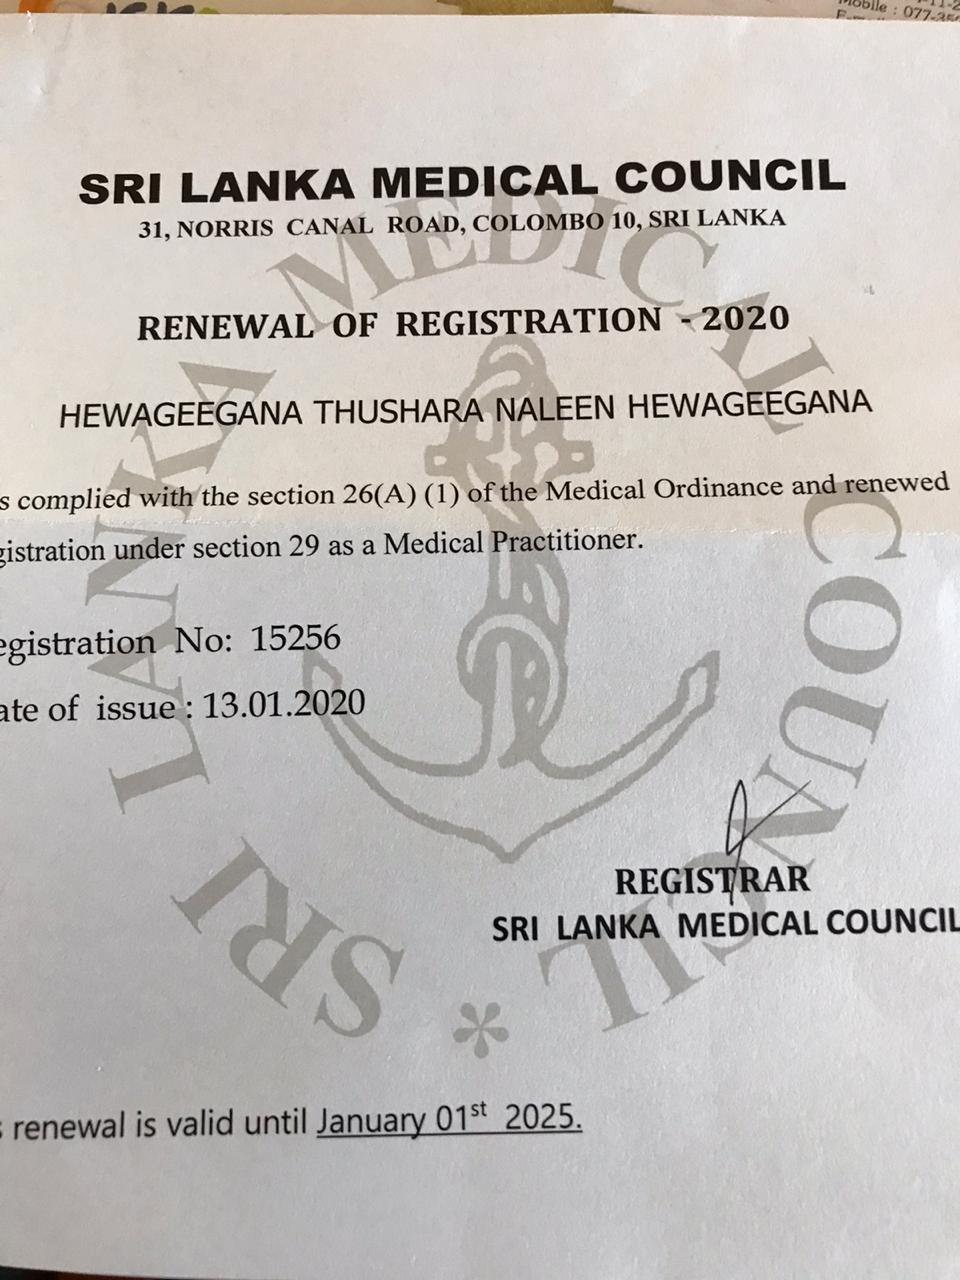 Mobile : 077-35
SRI LANKA MEDICAL COUNCIL
31, NORRIS CANAL ROAD, COLOMBO 10, SRI LANKA
RENEWAL OF REGISTRATION - 2020
HEWAGEEGANA THUSHARA NALEEN HEWAGEEGANA
s complied with the section 26(A) (1) of the Medical Ordinance and renewed
gistration under section 29 as a Medical Practitioner.
egistration No: 15256
ate of issue : 13.01.2020
REGISTRAR
SRI LANKA MEDICAL COUNCIL
s renewal is valid until January 01st 2025.
SRI LANKA MEDICAL COUNCIL *